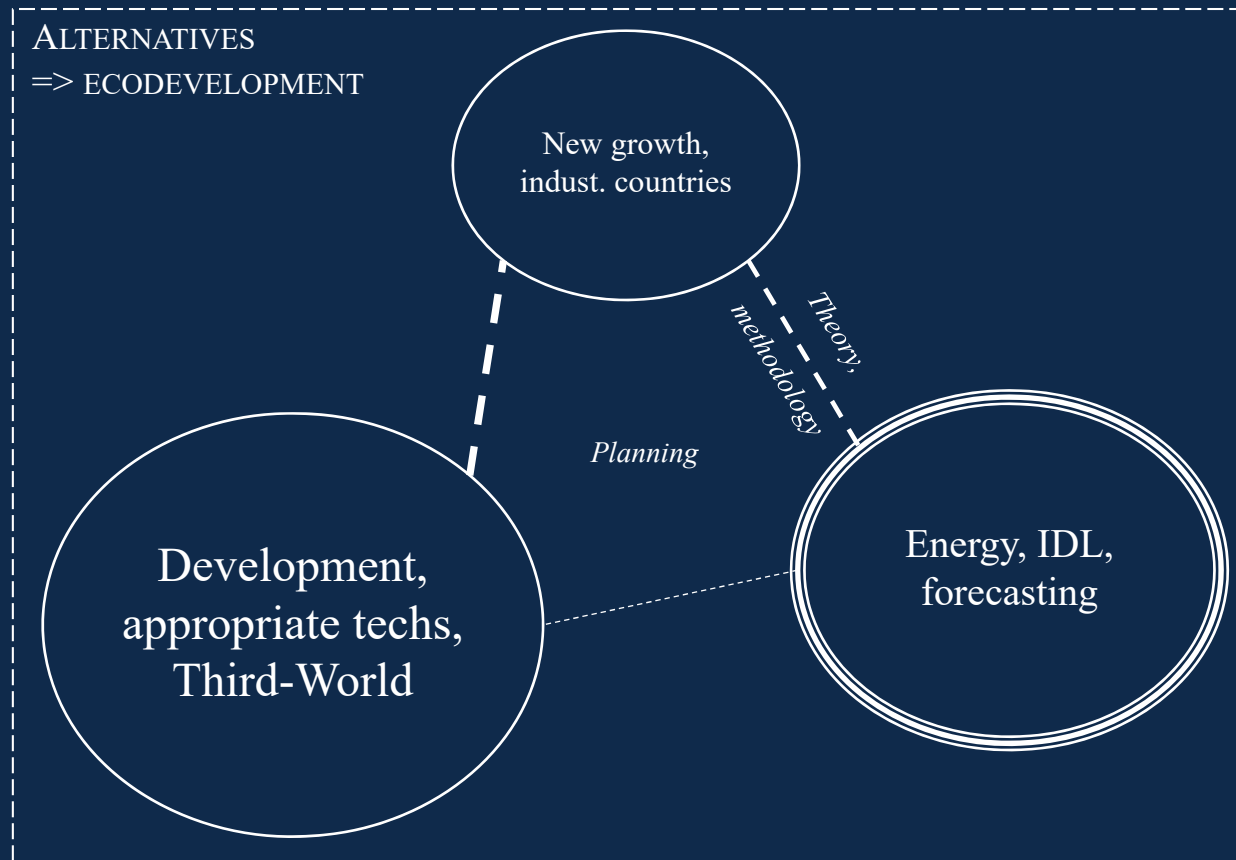 ALTERNATIVES
=> ECODEVELOPMENT
New growth,
indust. countries
Theory,
methodology
Planning
Energy, IDL,
forecasting
Development,
appropriate techs,
Third-World